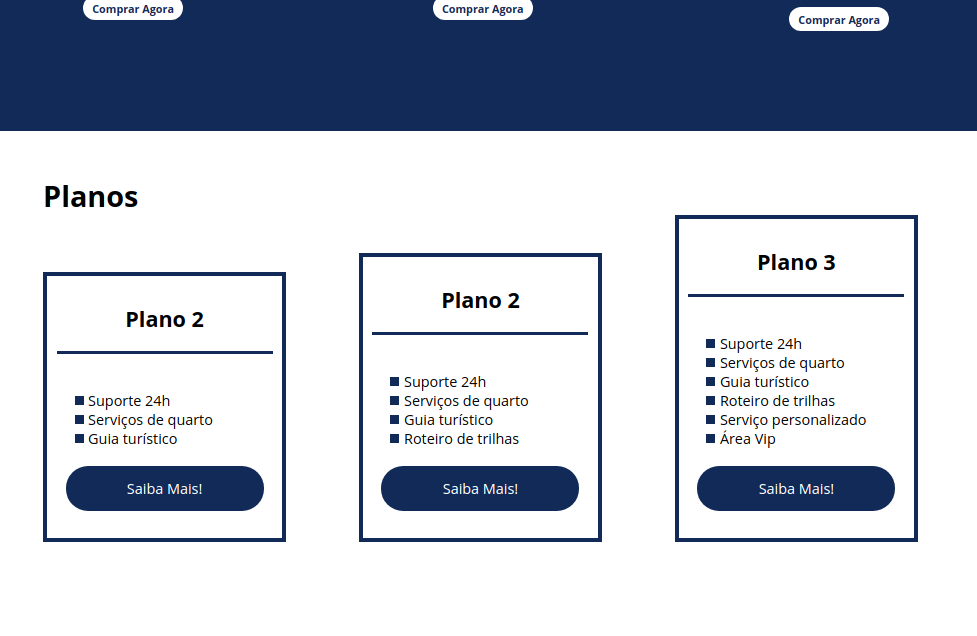 Comprar Agora
Comprar Agora
Comprar Agora
Planos
Plano 2
Suporte 24h
Serviços de quarto
Guia turístico
Saiba Mais!
Plano 2
Suporte 24h
Serviços de quarto
Guia turístico
Roteiro de trilhas
Saiba Mais!
Plano 3
Suporte 24h
Serviços de quarto
Guia turístico
Roteiro de trilhas
Serviço personalizado
Área Vip
Saiba Mais!